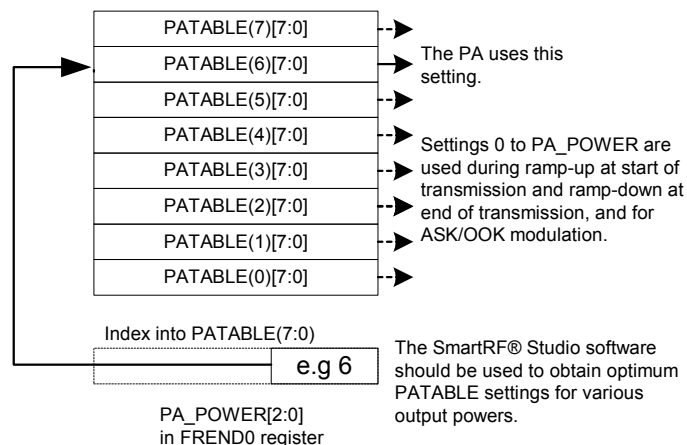 PATABLE(7)[7:0]
PATABLE(6)[7:0]
PATABLE(5)[7:0]
PATABLE(4)[7:0]
PATABLE(3)[7:0]
PATABLE(2)[7:0]
PATABLE(1)[7:0]
PATABLE(0)[7:0]
The PA uses this
setting.
Settings 0 to PA_POWER are
used during ramp-up at start of
transmission and ramp-down at
end of transmission, and for
ASK/OOK modulation.
Index into PATABLE(7:0)
e.g 6
PA_POWER[2:0]
in FREND0 register
The SmartRF® Studio software
should be used to obtain optimum
PATABLE settings for various
output powers.